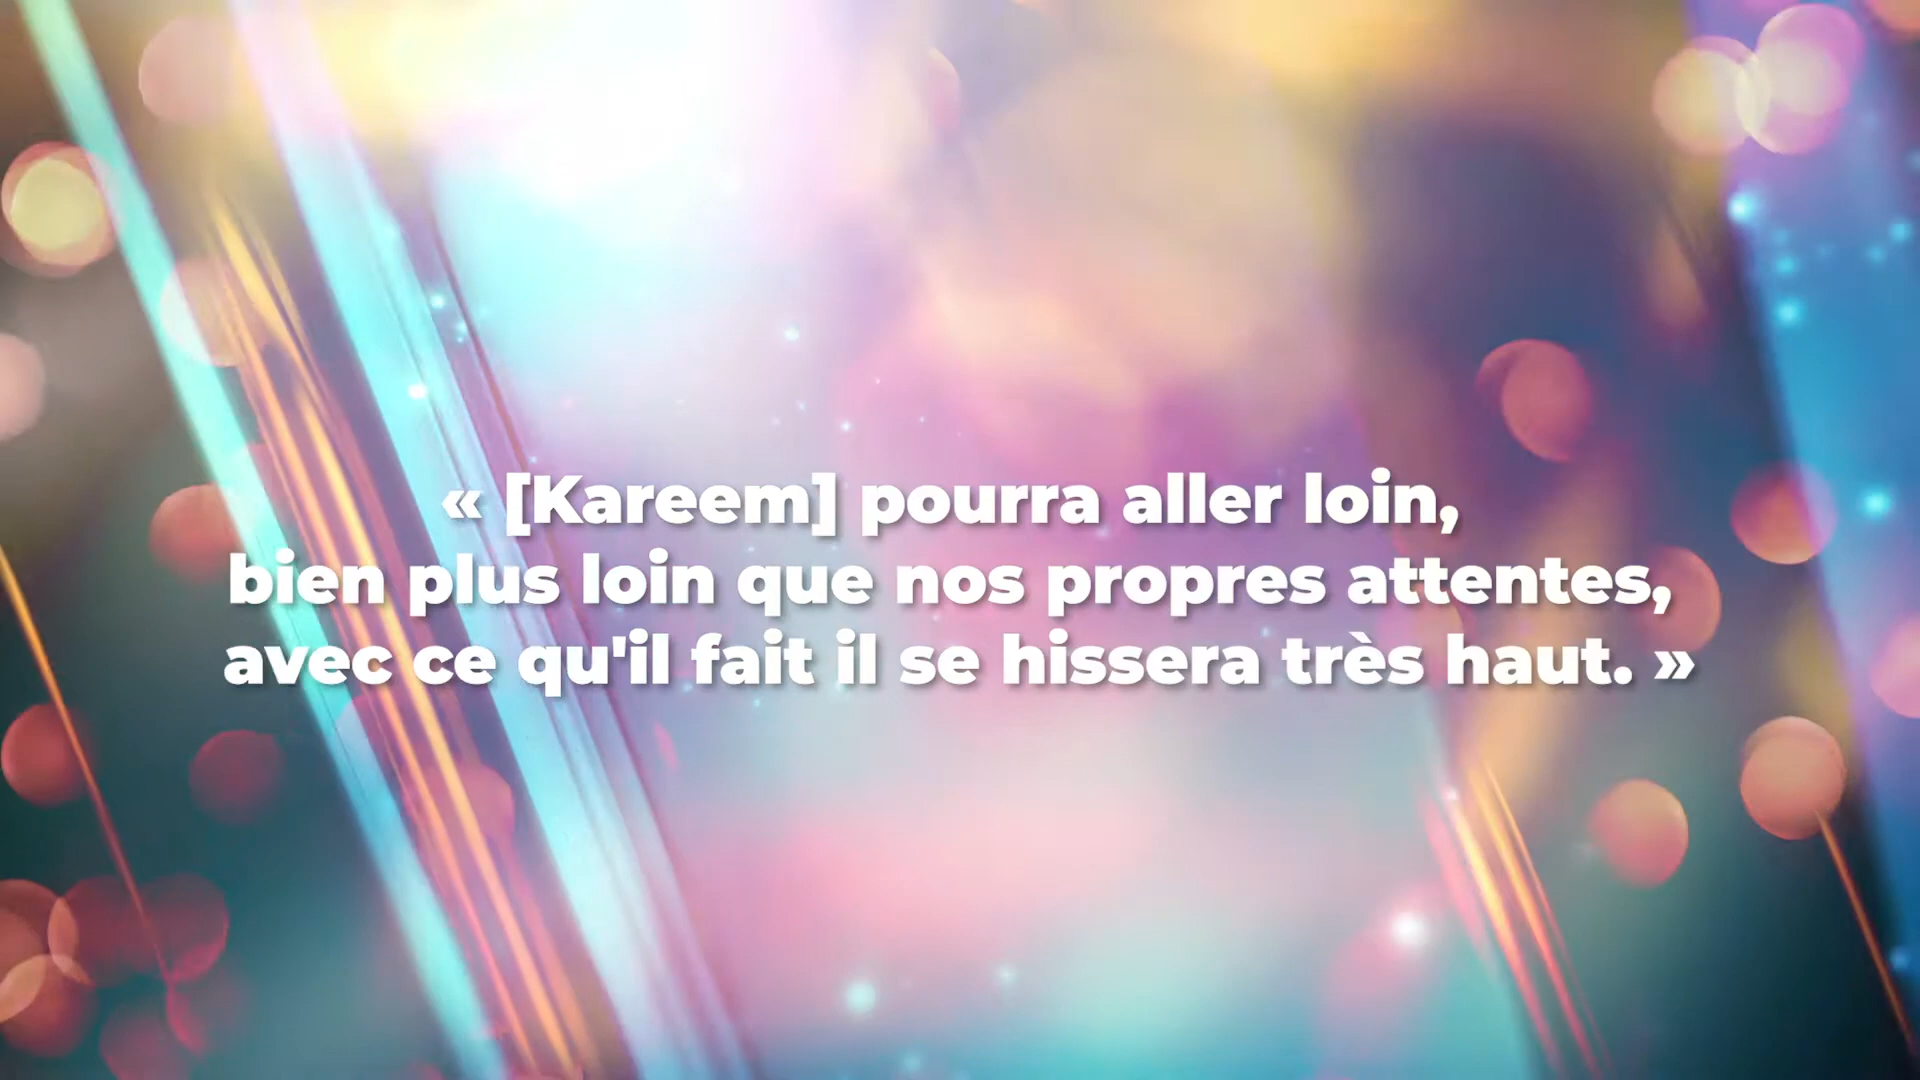 « [Kareem] pourra aller loin,
bien plus loin que nos propres attentes,
avec ce qu'il fait il se hissera très haut. »